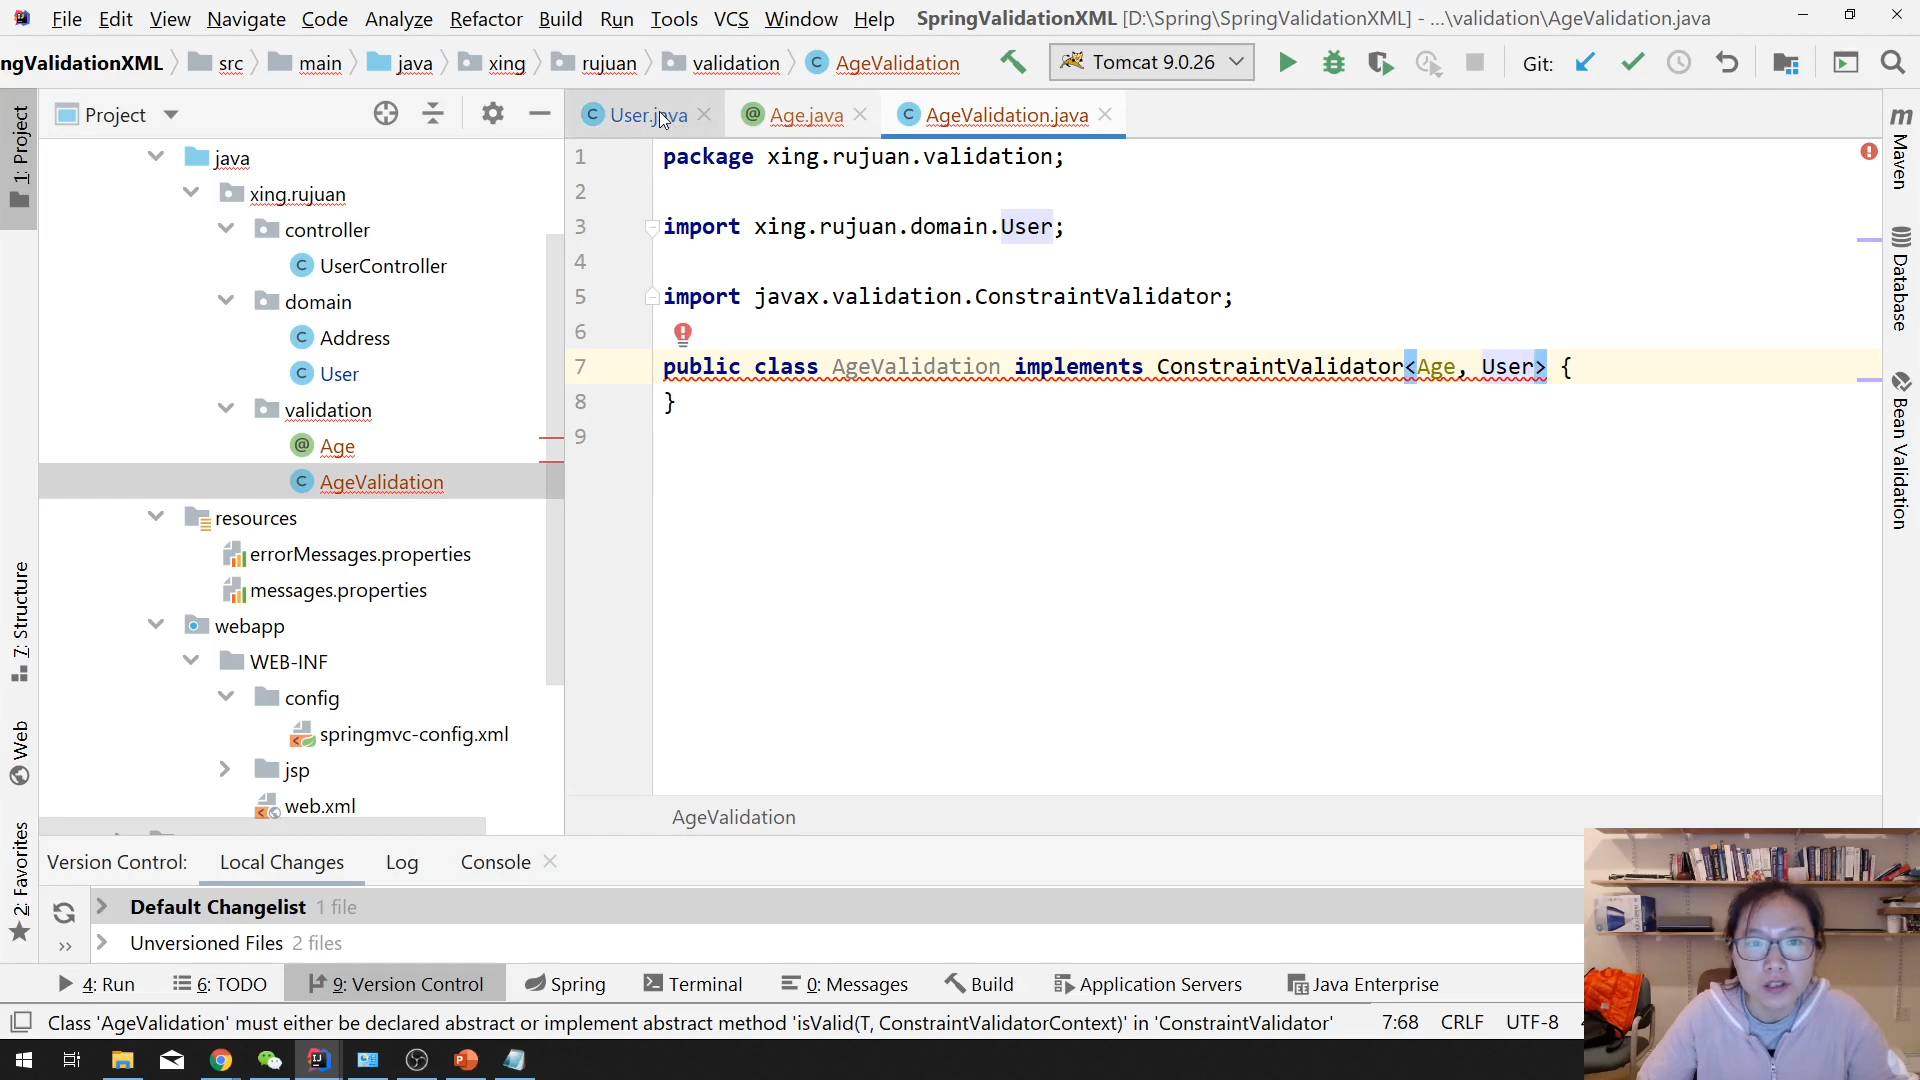 File Edit View Navigate Code Analyze Refactor Build Run Tools VCS Window Help SpringValidationXML [D:\Spring\SpringValidationXML] - ...\validation\AgeValidation.java
ngValidationXML src main java xing rujuan validation AgeValidation Tomcat 9.0.26 Git:
1: Project
Project
User.java Age.java AgeValidation.java
java
xing.rujuan
controller
UserController
domain
Address
User
validation
Age
AgeValidation
resources
errorMessages.properties
messages.properties
webapp
WEB-INF
config
springmvc-config.xml
jsp
web.xml
7: Structure
Web
2: Favorites
1 package xing.rujuan.validation;
2
3 import xing.rujuan.domain.User;
4
5 import javax.validation.ConstraintValidator;
6
7 public class AgeValidation implements ConstraintValidator<Age, User> {
8 }
9
AgeValidation
m Maven
Database
Bean Validation
Version Control: Local Changes Log Console
Default Changelist 1 file
Unversioned Files 2 files
4: Run 6: TODO 9: Version Control Spring Terminal 0: Messages Build Application Servers Java Enterprise
Class 'AgeValidation' must either be declared abstract or implement abstract method 'isValid(T, ConstraintValidatorContext)' in 'ConstraintValidator' 7:68 CRLF UTF-8